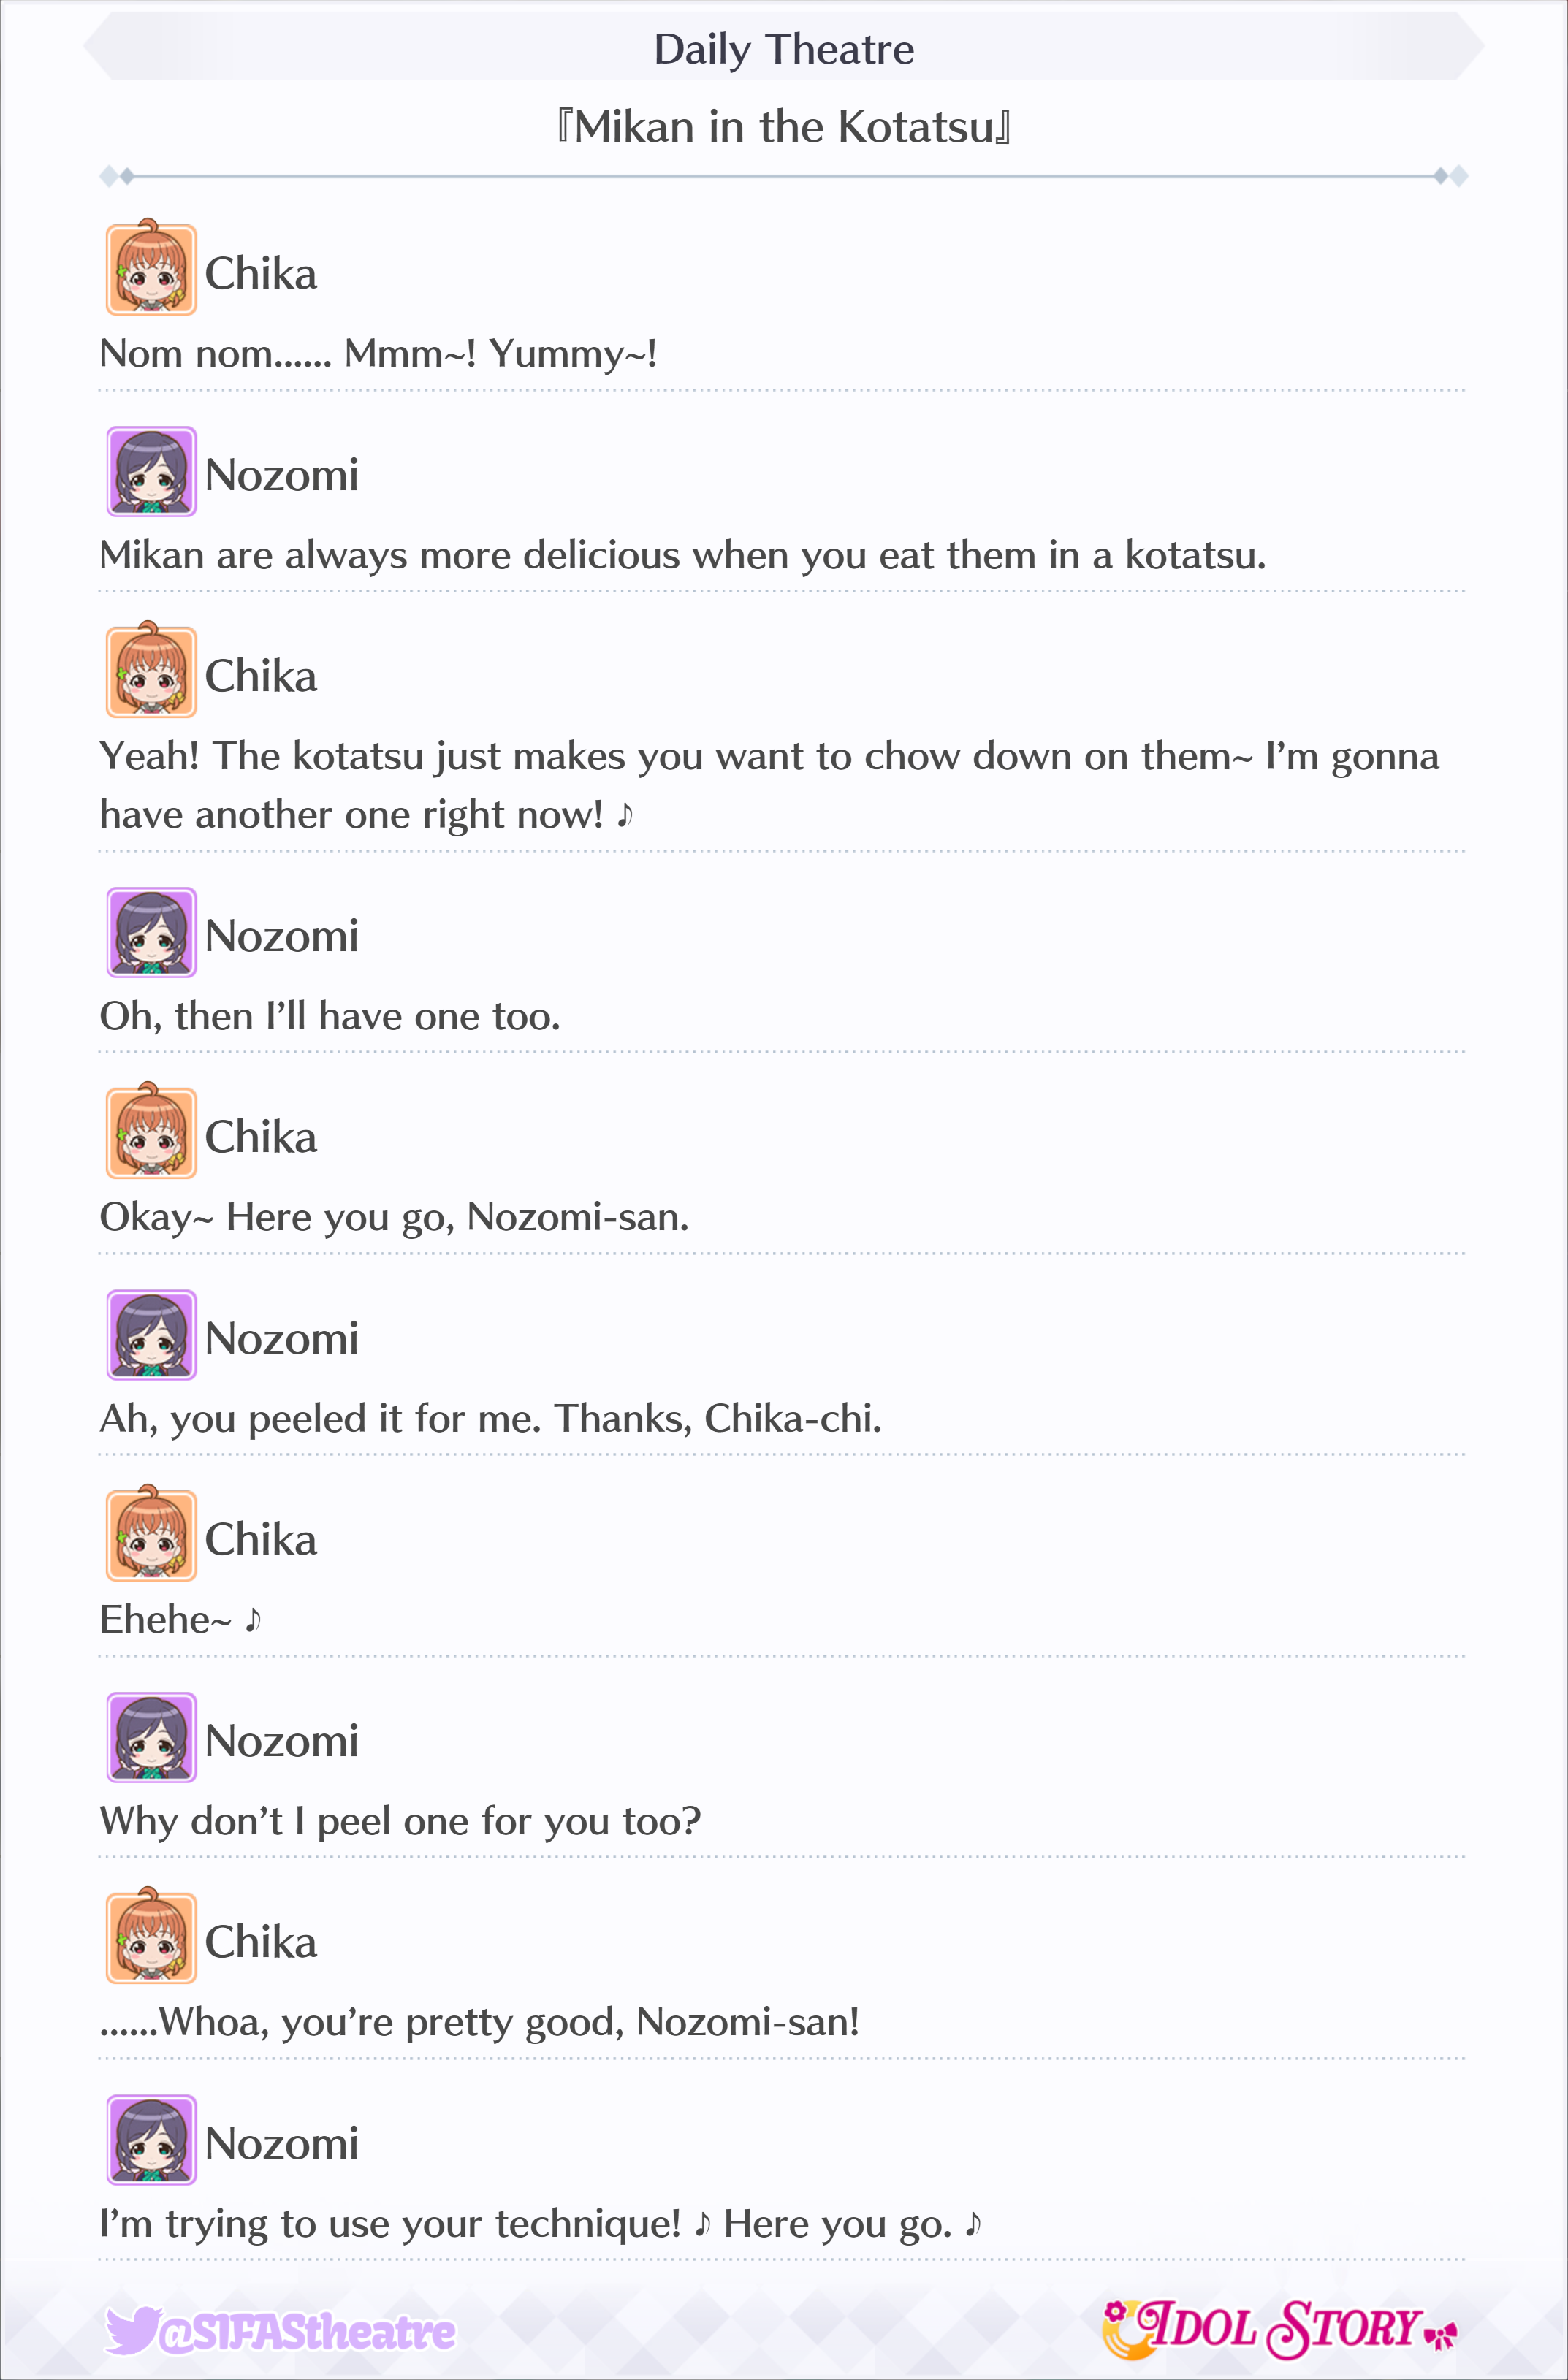 Daily Theatre
『Mikan in the Kotatsu』
Chika
Nom nom...... Mmm~! Yummy~!
Nozomi
Mikan are always more delicious when you eat them in a kotatsu.
Chika
Yeah! The kotatsu just makes you want to chow down on them~ I’m gonna
have another one right now! ♪
Nozomi
Oh, then I’ll have one too.
Chika
Okay~ Here you go, Nozomi-san.
Nozomi
Ah, you peeled it for me. Thanks, Chika-chi.
Chika
Ehehe~ ♪
Nozomi
Why don’t I peel one for you too?
Chika
......Whoa, you’re pretty good, Nozomi-san!
Nozomi
I’m trying to use your technique! ♪ Here you go. ♪
@SIFAStheatre
IDOL STORY